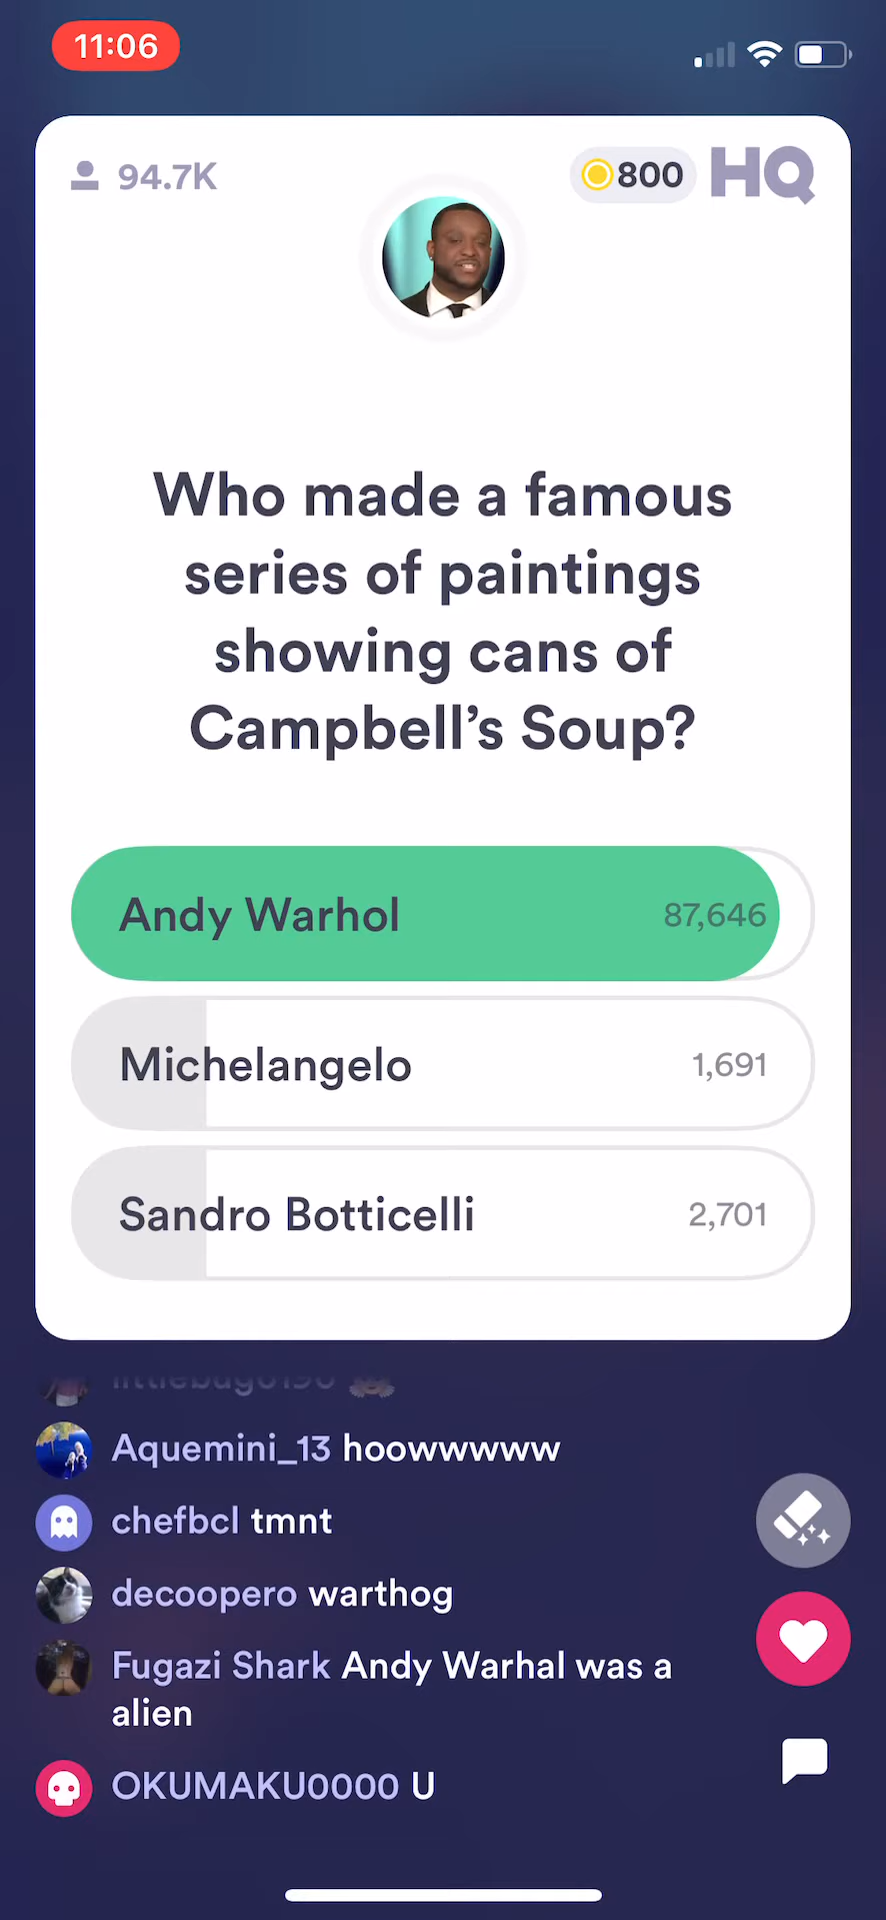 11:06
94.7K
800
HQ
Who made a famous
series of paintings
showing cans of
Campbell’s Soup?
Andy Warhol 87,646
Michelangelo 1,691
Sandro Botticelli 2,701
Aquemini_13 hoowwwww
chefbcl tmnt
decoopero warthog
Fugazi Shark Andy Warhal was a
alien
OKUMAKU0000 U